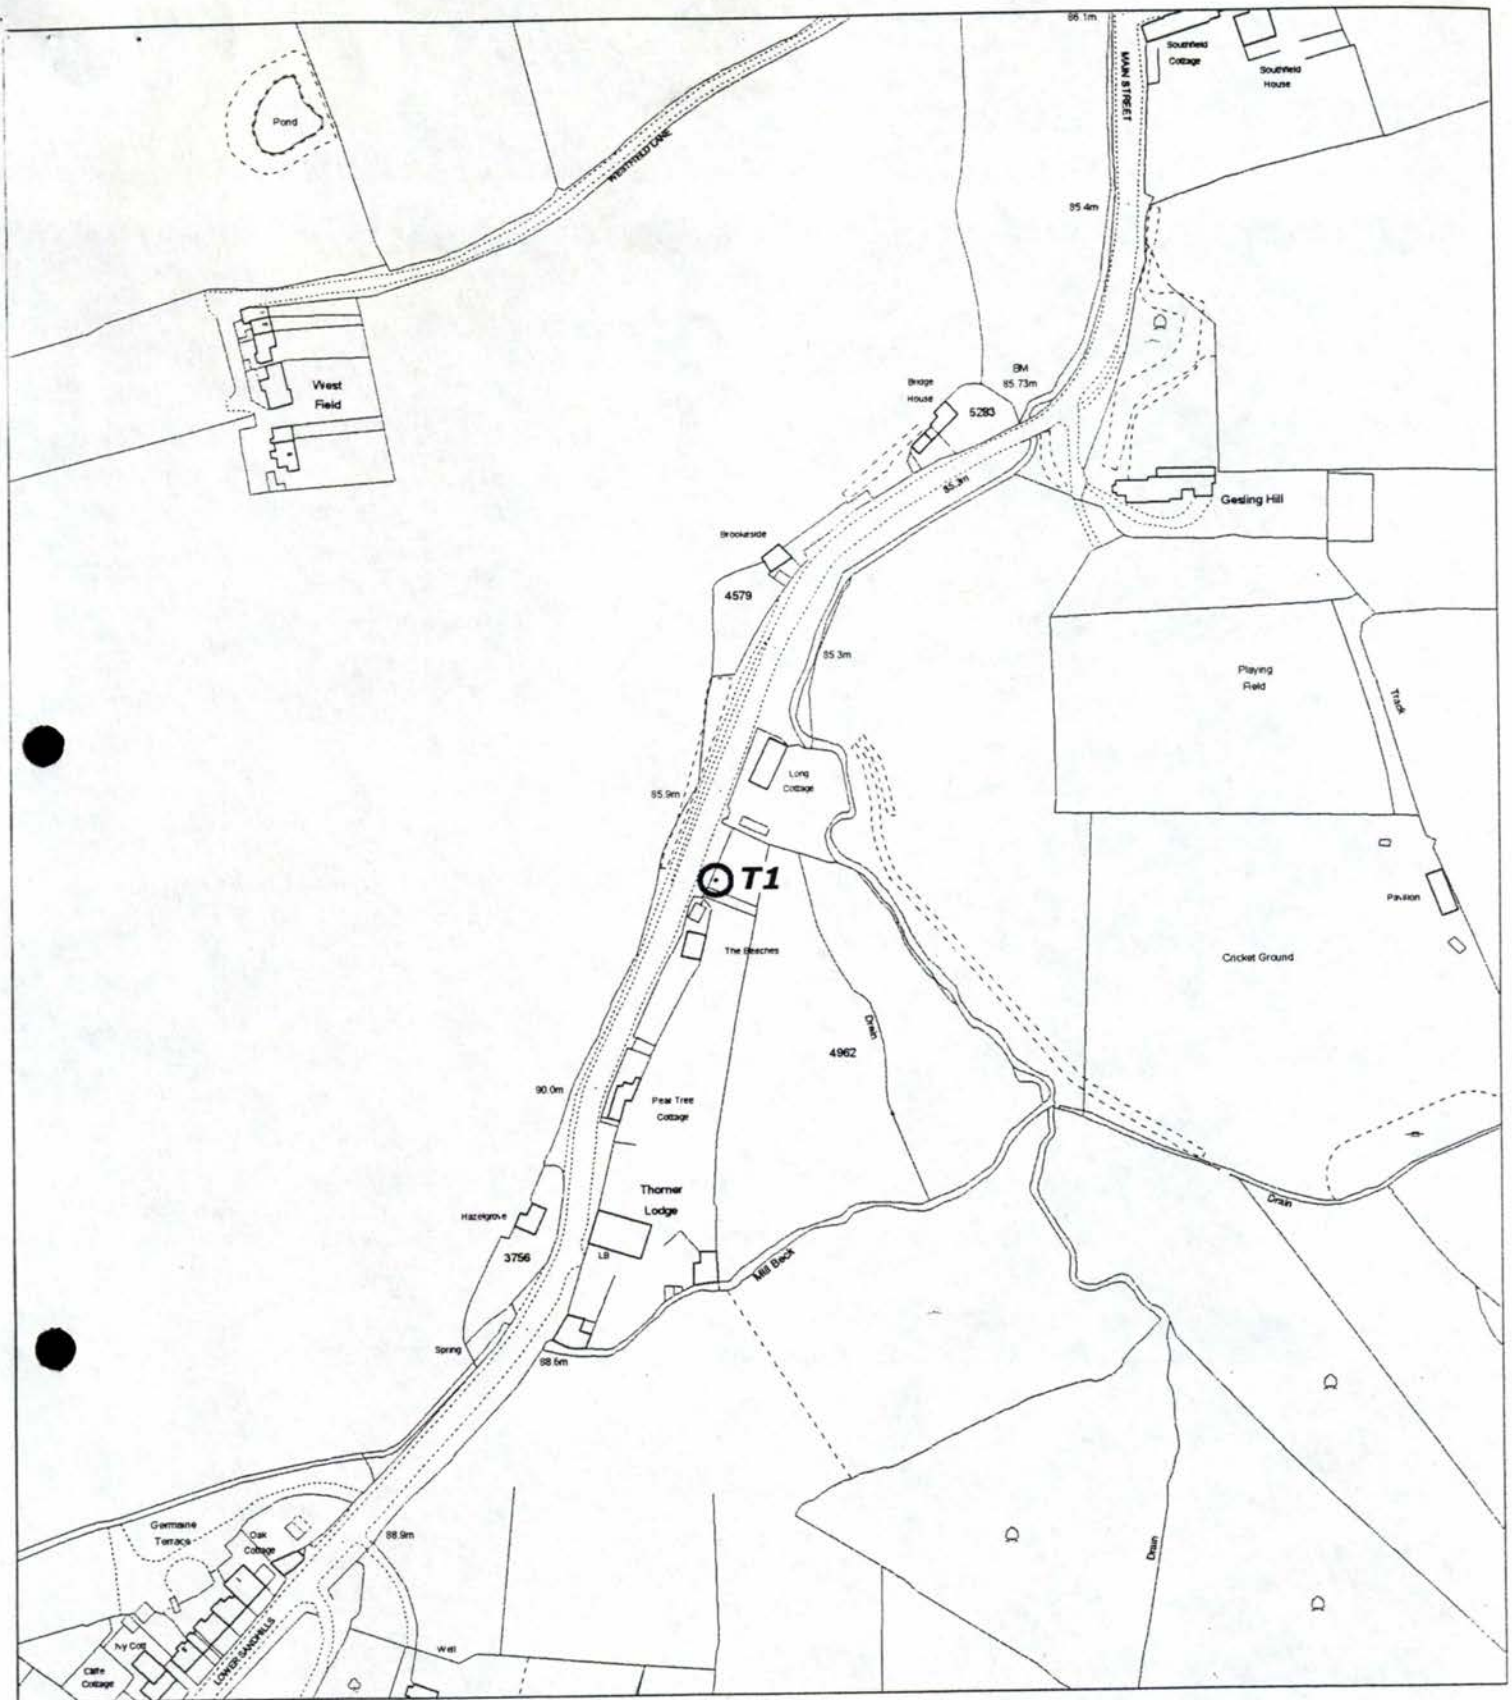 86.1m
MAIN STREET
Southfield
Cottage
Southfield
House
Pond
WESTFIELD LANE
85.4m
West
Field
BM
85.73m
Bridge
House
5283
85.3m
Gesling Hill
Brookside
4579
85.3m
Playing
Field
Track
Long
Cottage
85.9m
T1
Pavilion
The Beeches
Cricket Ground
Drain
4962
90.0m
Pear Tree
Cottage
Thorner
Lodge
Hazelgrove
LB
3756
Drain
Mill Beck
Spring
88.6m
Germaine
Terrace
Oak
Cottage
88.9m
Drain
LOWER SANDHILLS
Ivy Cott
Well
Cliffe
Cottage